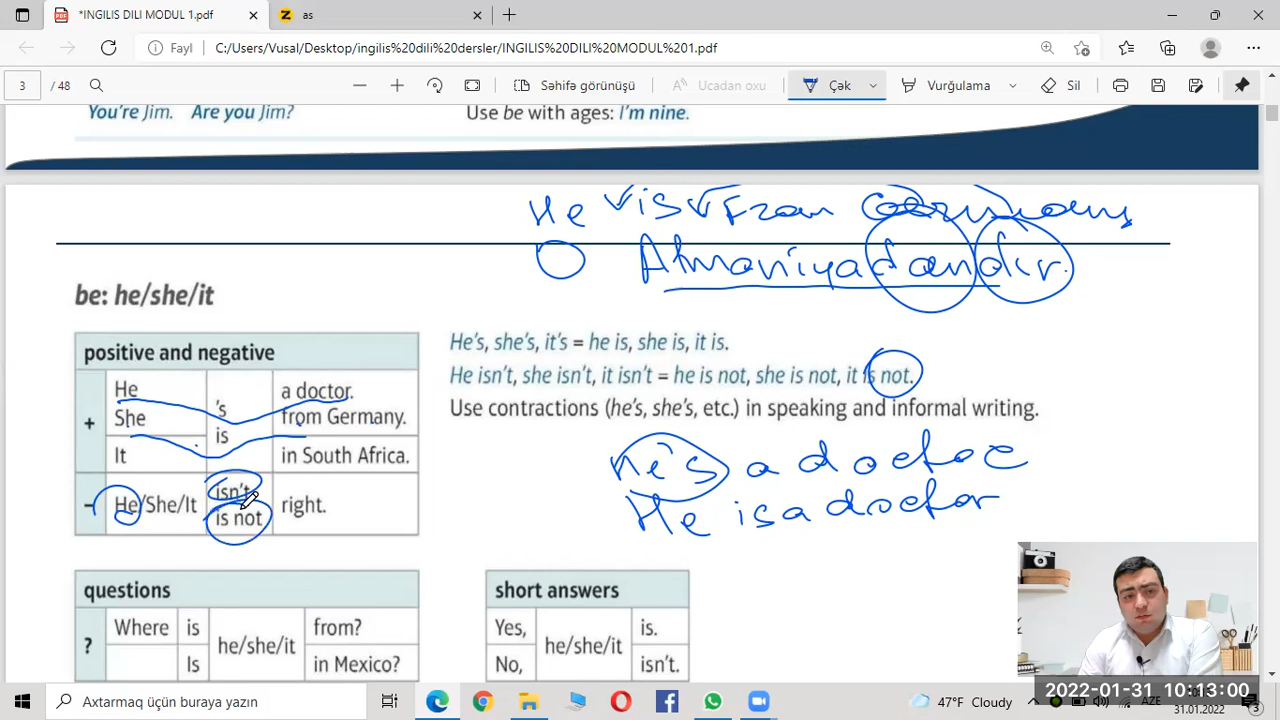 *INGILIS DILI MODUL 1.pdf
as
Fayl C:/Users/Vusal/Desktop/ingilis%20dili%20dersler/INGILIS%20DILI%20MODUL%201.pdf
3 / 48 Səhifə görünüşü Ucadan oxu Çək Vurğulama Sil
You're Jim. Are you Jim? Use be with ages: I'm nine.
He is From Germany
O Almaniyadandır.
be: he/she/it
positive and negative
+ He 's a doctor.
She is from Germany.
It in South Africa.
– He/She/It isn't right.
is not
He's, she's, it's = he is, she is, it is.
He isn't, she isn't, it isn't = he is not, she is not, it is not.
Use contractions (he's, she's, etc.) in speaking and informal writing.
he's a doctor
He is a doctor
questions
? Where is he/she/it from?
Is in Mexico?
short answers
Yes, he/she/it is.
No, isn't.
2022-01-31 10:13:00
Axtarmaq üçün buraya yazın
47°F Cloudy
AZE
31.01.2022
3